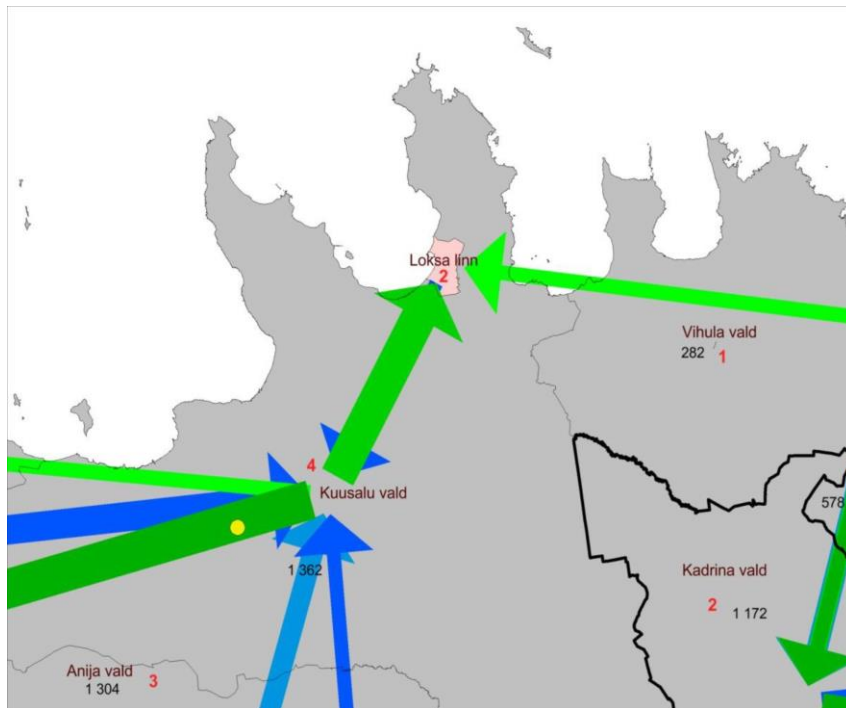 Loksa linn
2
Vihula vald
282 1
4
Kuusalu vald
578
1 362
Kadrina vald
2 1 172
Anija vald
3
1 304